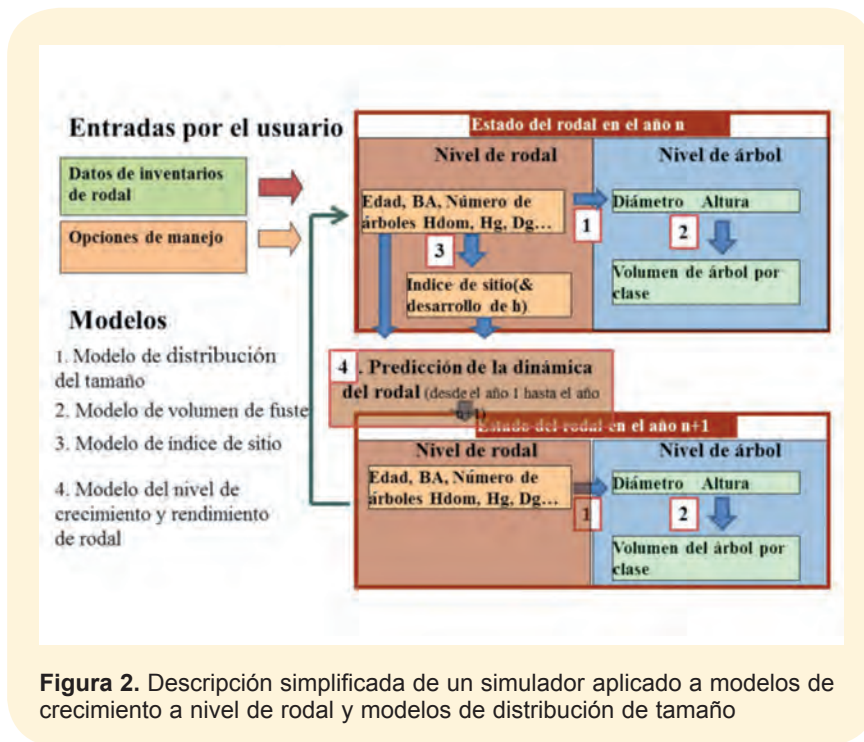 Entradas por el usuario
Datos de inventarios
de rodal
Opciones de manejo
Modelos
1. Modelo de distribución
del tamaño
2. Modelo de volumen de fuste
3. Modelo de índice de sitio
4. Modelo del nivel de
crecimiento y rendimiento
de rodal
Estado del rodal en el año n
Nivel de rodal
Edad, BA, Número de
árboles Hdom, Hg, Dg...
1
3
Indice de sitio(&
desarrollo de h)
Nivel de árbol
Diámetro Altura
2
Volumen de árbol por
clase
4 . Predicción de la dinámica
del rodal (desde el año 1 hasta el año
n+1)
Estado del rodal en el año n+1
Nivel de rodal
Edad, BA, Número de
árboles Hdom, Hg, Dg...
1
Nivel de árbol
Diámetro Altura
2
Volumen del árbol por
clase
Figura 2. Descripción simplificada de un simulador aplicado a modelos de
crecimiento a nivel de rodal y modelos de distribución de tamaño